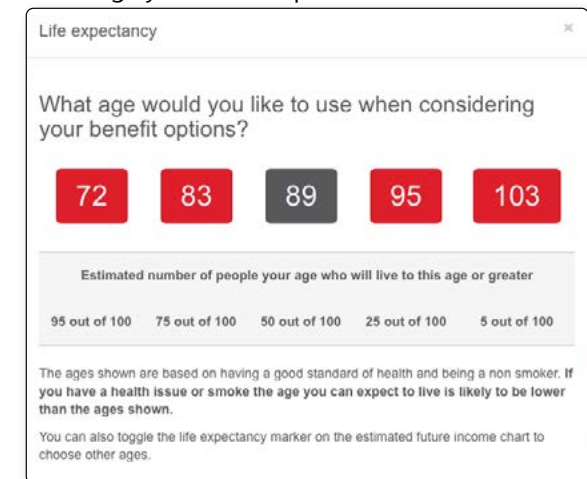 Life expectancy ×
What age would you like to use when considering
your benefit options?
72 83 89 95 103
Estimated number of people your age who will live to this age or greater
95 out of 100 75 out of 100 50 out of 100 25 out of 100 5 out of 100
The ages shown are based on having a good standard of health and being a non smoker. If
you have a health issue or smoke the age you can expect to live is likely to be lower
than the ages shown.
You can also toggle the life expectancy marker on the estimated future income chart to
choose other ages.